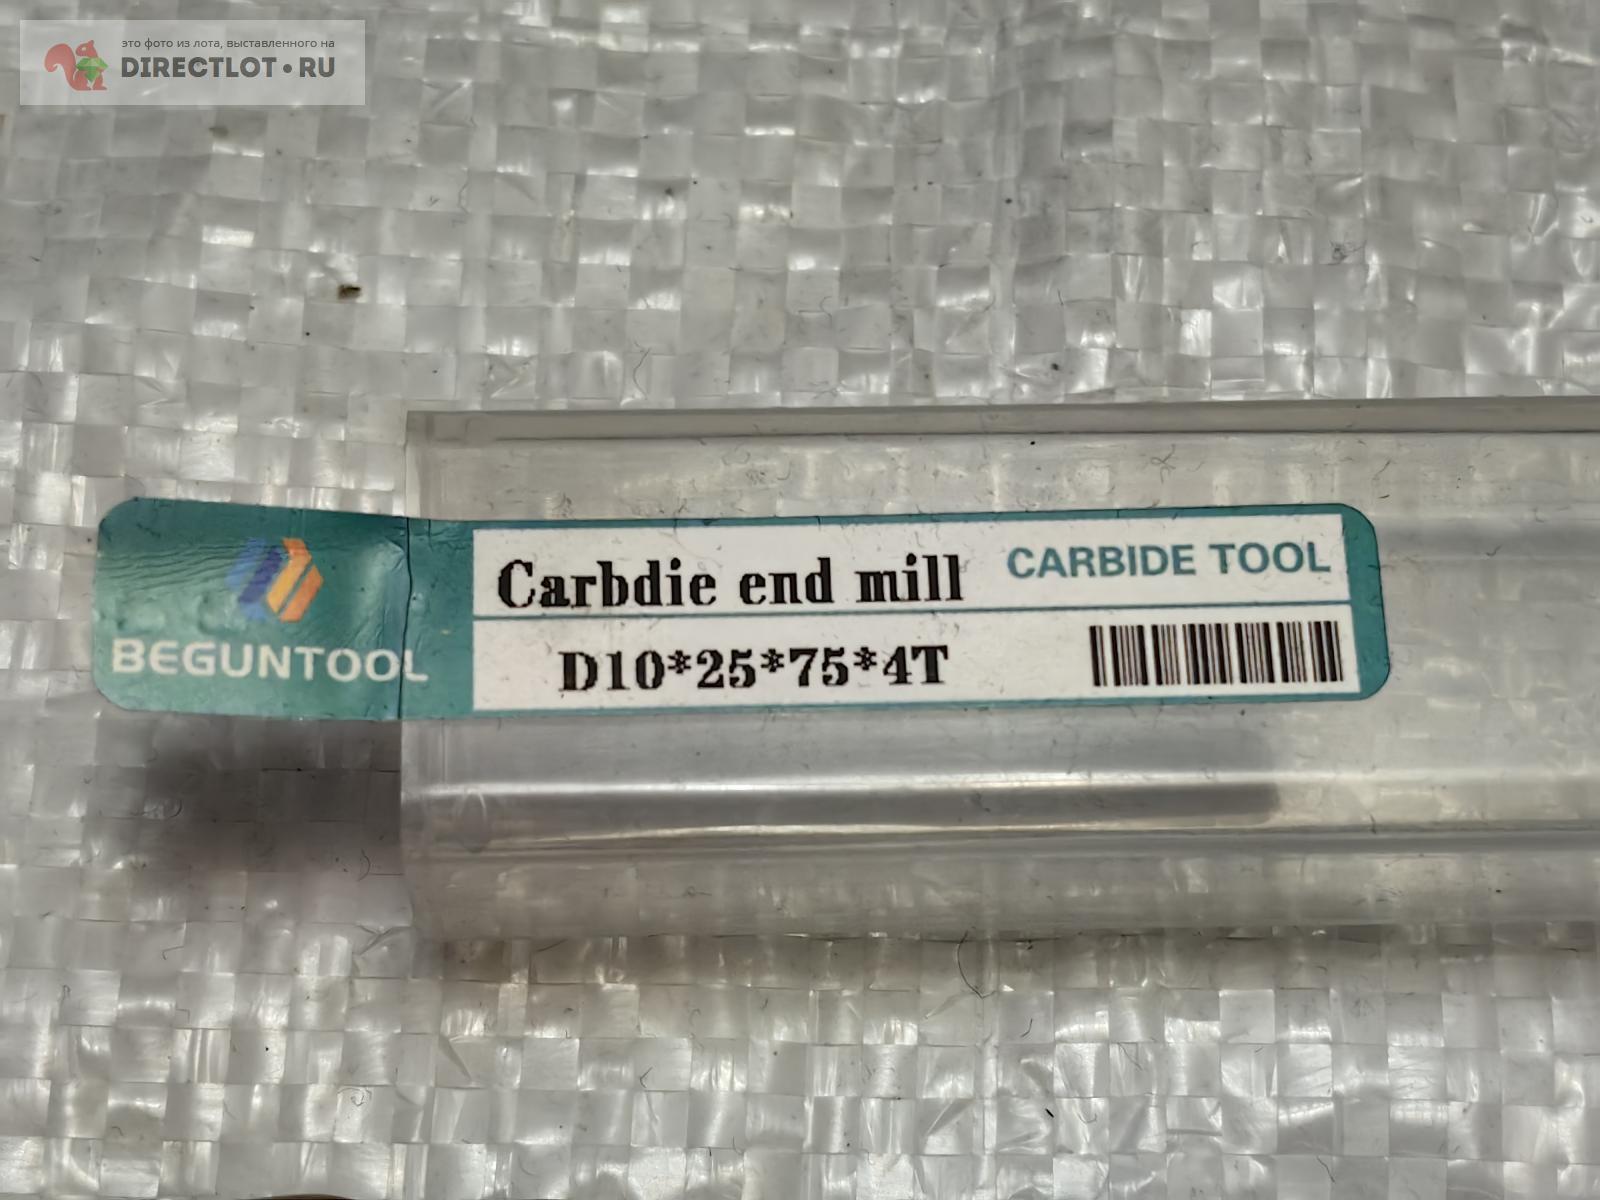 это фото из лота, выставленного на
DIRECTLOT•RU
Carbdie end mill
CARBIDE TOOL
BEGUNTOOL
D10*25*75*4T